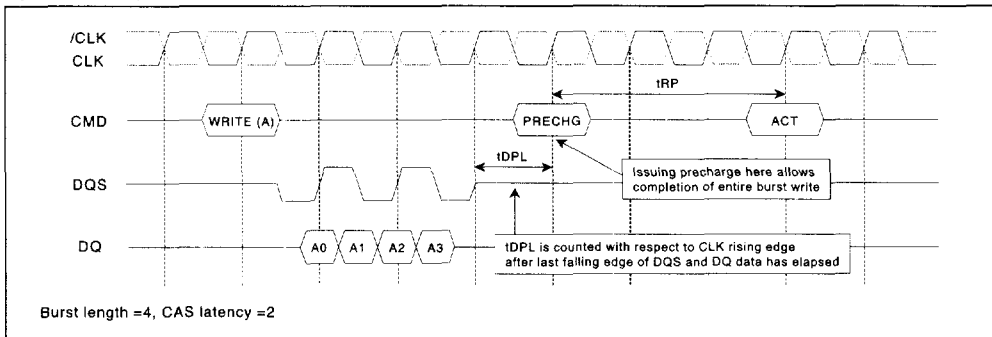 /CLK
CLK
tRP
CMD
WRITE (A)
PRECHG
ACT
tDPL
Issuing precharge here allows
completion of entire burst write
DQS
DQ
A0
A1
A2
A3
tDPL is counted with respect to CLK rising edge
after last falling edge of DQS and DQ data has elapsed
Burst length =4, CAS latency =2